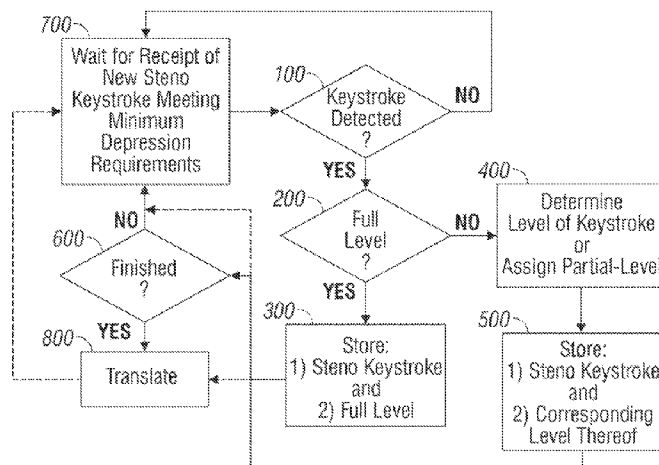 700
Wait for Receipt of
New Steno
Keystroke Meeting
Minimum
Depression
Requirements
100
Keystroke
Detected
?
NO
YES
200
Full
Level
?
NO
YES
400
Determine
Level of Keystroke
or
Assign Partial-Level
NO
600
Finished
?
YES
800
Translate
300
Store:
1) Steno Keystroke
and
2) Full Level
500
Store:
1) Steno Keystroke
and
2) Corresponding
Level Thereof